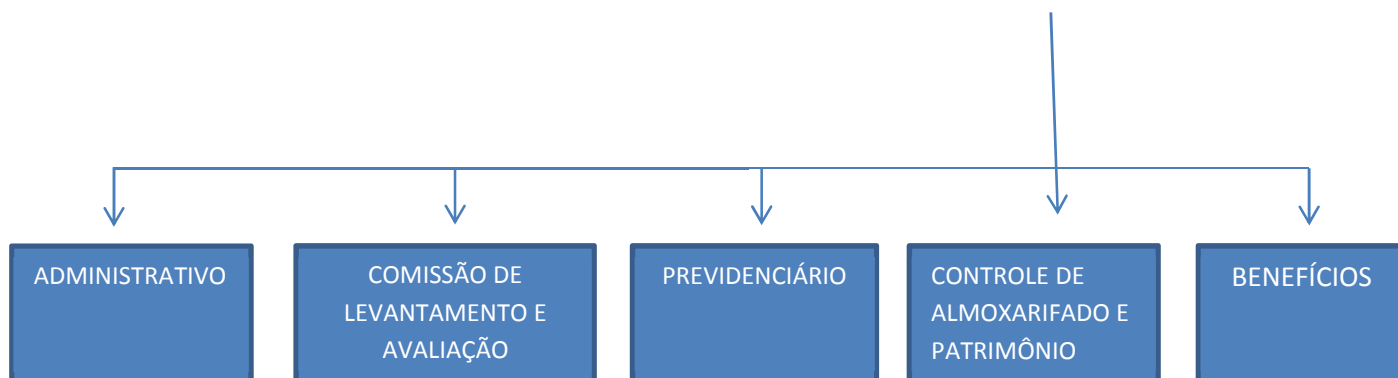 ADMINISTRATIVO
COMISSÃO DE
LEVANTAMENTO E
AVALIAÇÃO
PREVIDENCIÁRIO
CONTROLE DE
ALMOXARIFADO E
PATRIMÔNIO
BENEFÍCIOS